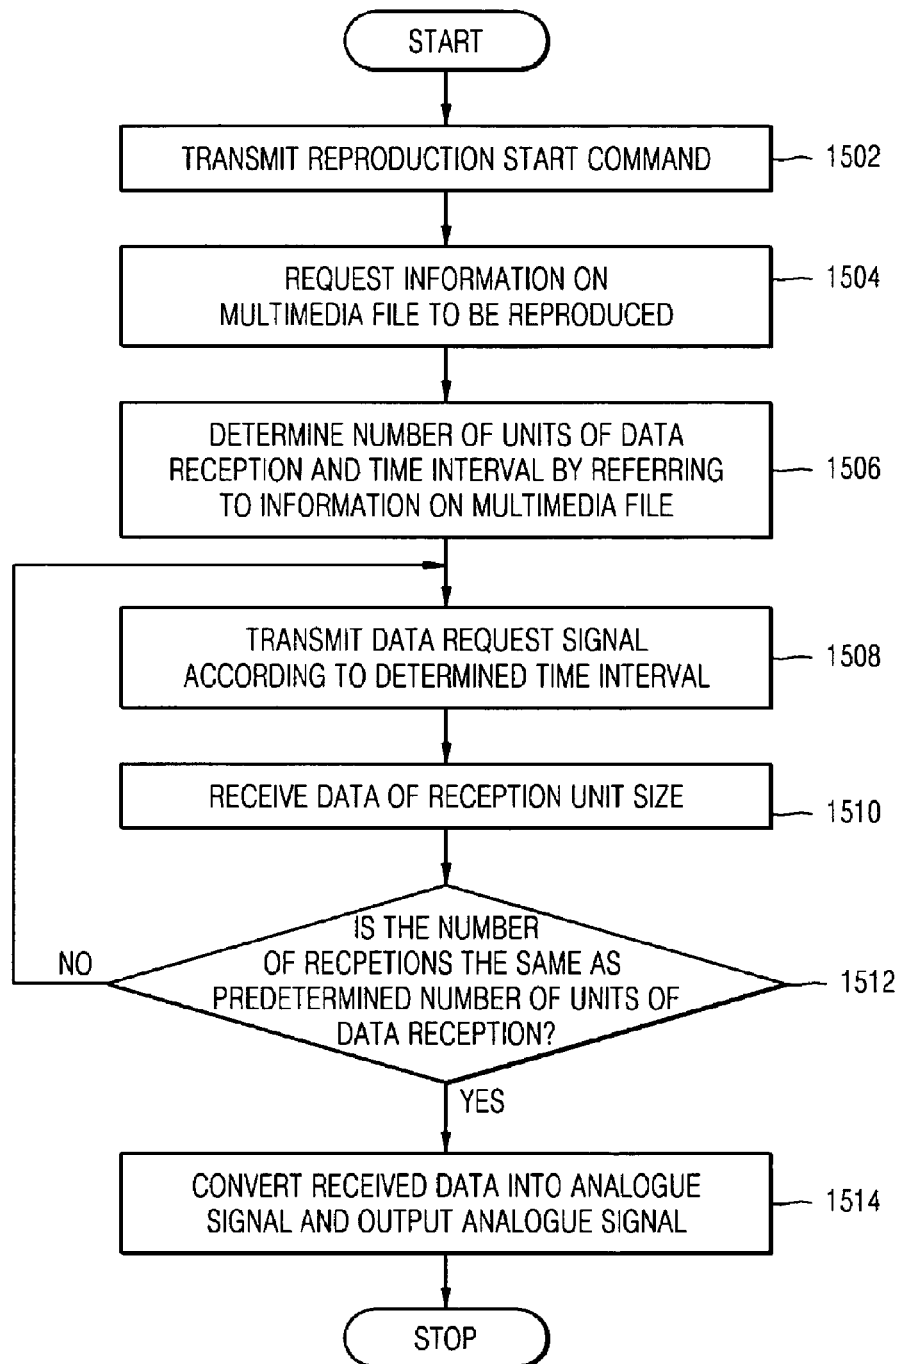 START
TRANSMIT REPRODUCTION START COMMAND
1502
REQUEST INFORMATION ON
MULTIMEDIA FILE TO BE REPRODUCED
1504
DETERMINE NUMBER OF UNITS OF DATA
RECEPTION AND TIME INTERVAL BY REFERRING
TO INFORMATION ON MULTIMEDIA FILE
1506
TRANSMIT DATA REQUEST SIGNAL
ACCORDING TO DETERMINED TIME INTERVAL
1508
RECEIVE DATA OF RECEPTION UNIT SIZE
1510
IS THE NUMBER
OF RECPETIONS THE SAME AS
PREDETERMINED NUMBER OF UNITS OF
DATA RECEPTION?
NO
1512
YES
CONVERT RECEIVED DATA INTO ANALOGUE
SIGNAL AND OUTPUT ANALOGUE SIGNAL
1514
STOP